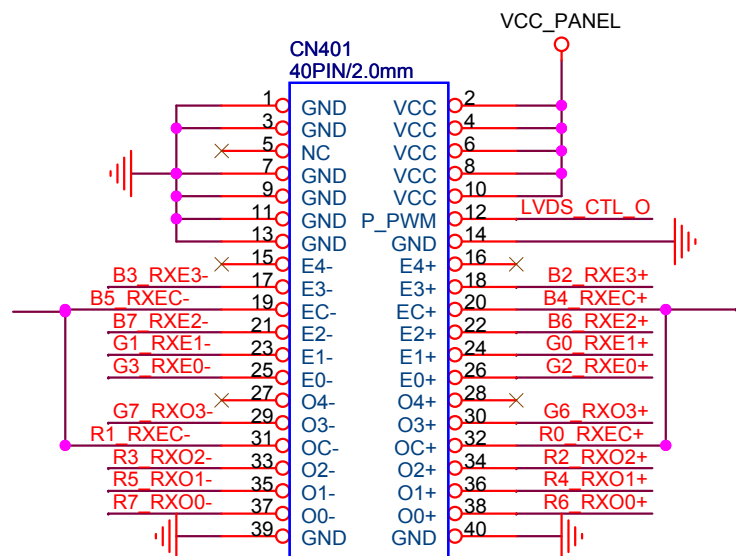 VCC_PANEL
CN401
40PIN/2.0mm
1 GND VCC 2
3 GND VCC 4
5 NC VCC 6
7 GND VCC 8
9 GND VCC 10
11 GND P_PWM 12 LVDS_CTL_O
13 GND GND 14
15 E4- E4+ 16
B3_RXE3- 17 E3- E3+ 18 B2_RXE3+
B5_RXEC- 19 EC- EC+ 20 B4_RXEC+
B7_RXE2- 21 E2- E2+ 22 B6_RXE2+
G1_RXE1- 23 E1- E1+ 24 G0_RXE1+
G3_RXE0- 25 E0- E0+ 26 G2_RXE0+
27 O4- O4+ 28
G7_RXO3- 29 O3- O3+ 30 G6_RXO3+
R1_RXEC- 31 OC- OC+ 32 R0_RXEC+
R3_RXO2- 33 O2- O2+ 34 R2_RXO2+
R5_RXO1- 35 O1- O1+ 36 R4_RXO1+
R7_RXO0- 37 O0- O0+ 38 R6_RXO0+
39 GND GND 40